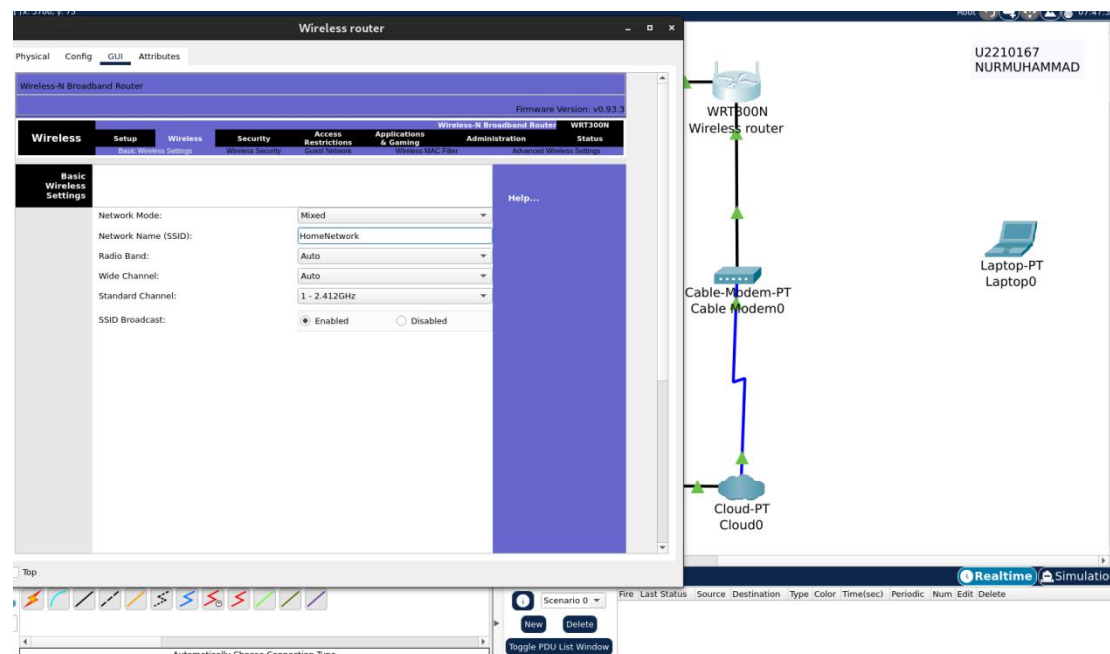 Wireless router
Physical Config GUI Attributes
Wireless-N Broadband Router
Firmware Version: v0.93.3
Wireless-N Broadband Router WRT300N
Wireless
Setup Wireless Security Access Restrictions Applications & Gaming Administration Status
Basic Wireless Settings Wireless Security Guest Network Wireless MAC Filter Advanced Wireless Settings
Basic
Wireless
Settings
Help...
Network Mode: Mixed
Network Name (SSID): HomeNetwork
Radio Band: Auto
Wide Channel: Auto
Standard Channel: 1 - 2.412GHz
SSID Broadcast: Enabled Disabled
Top
U2210167
NURMUHAMMAD
WRT300N
Wireless router
Laptop-PT
Laptop0
Cable-Modem-PT
Cable Modem0
Cloud-PT
Cloud0
Realtime Simulatio
Scenario 0
New Delete
Toggle PDU List Window
Fire Last Status Source Destination Type Color Time(sec) Periodic Num Edit Delete
Automatically Choose Connection Type